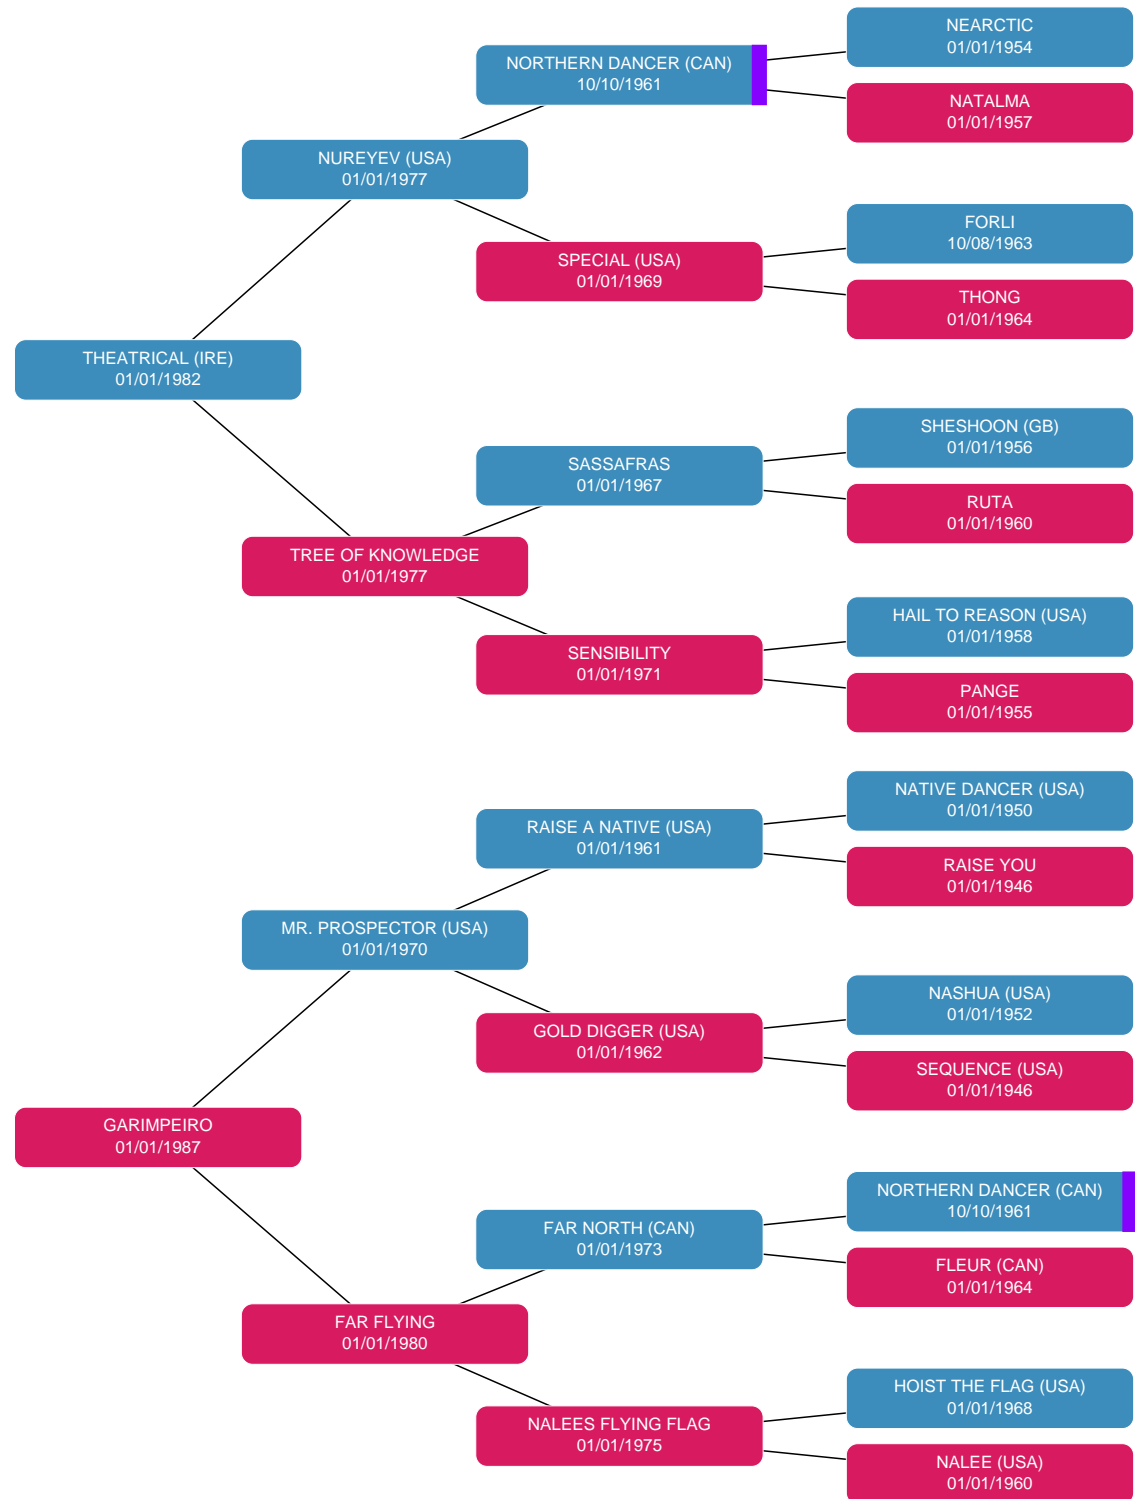 NEARCTIC
01/01/1954
NORTHERN DANCER (CAN)
10/10/1961
NATALMA
01/01/1957
NUREYEV (USA)
01/01/1977
FORLI
10/08/1963
SPECIAL (USA)
01/01/1969
THONG
01/01/1964
THEATRICAL (IRE)
01/01/1982
SHESHOON (GB)
01/01/1956
SASSAFRAS
01/01/1967
RUTA
01/01/1960
TREE OF KNOWLEDGE
01/01/1977
HAIL TO REASON (USA)
01/01/1958
SENSIBILITY
01/01/1971
PANGE
01/01/1955
NATIVE DANCER (USA)
01/01/1950
RAISE A NATIVE (USA)
01/01/1961
RAISE YOU
01/01/1946
MR. PROSPECTOR (USA)
01/01/1970
NASHUA (USA)
01/01/1952
GOLD DIGGER (USA)
01/01/1962
SEQUENCE (USA)
01/01/1946
GARIMPEIRO
01/01/1987
NORTHERN DANCER (CAN)
10/10/1961
FAR NORTH (CAN)
01/01/1973
FLEUR (CAN)
01/01/1964
FAR FLYING
01/01/1980
HOIST THE FLAG (USA)
01/01/1968
NALEES FLYING FLAG
01/01/1975
NALEE (USA)
01/01/1960